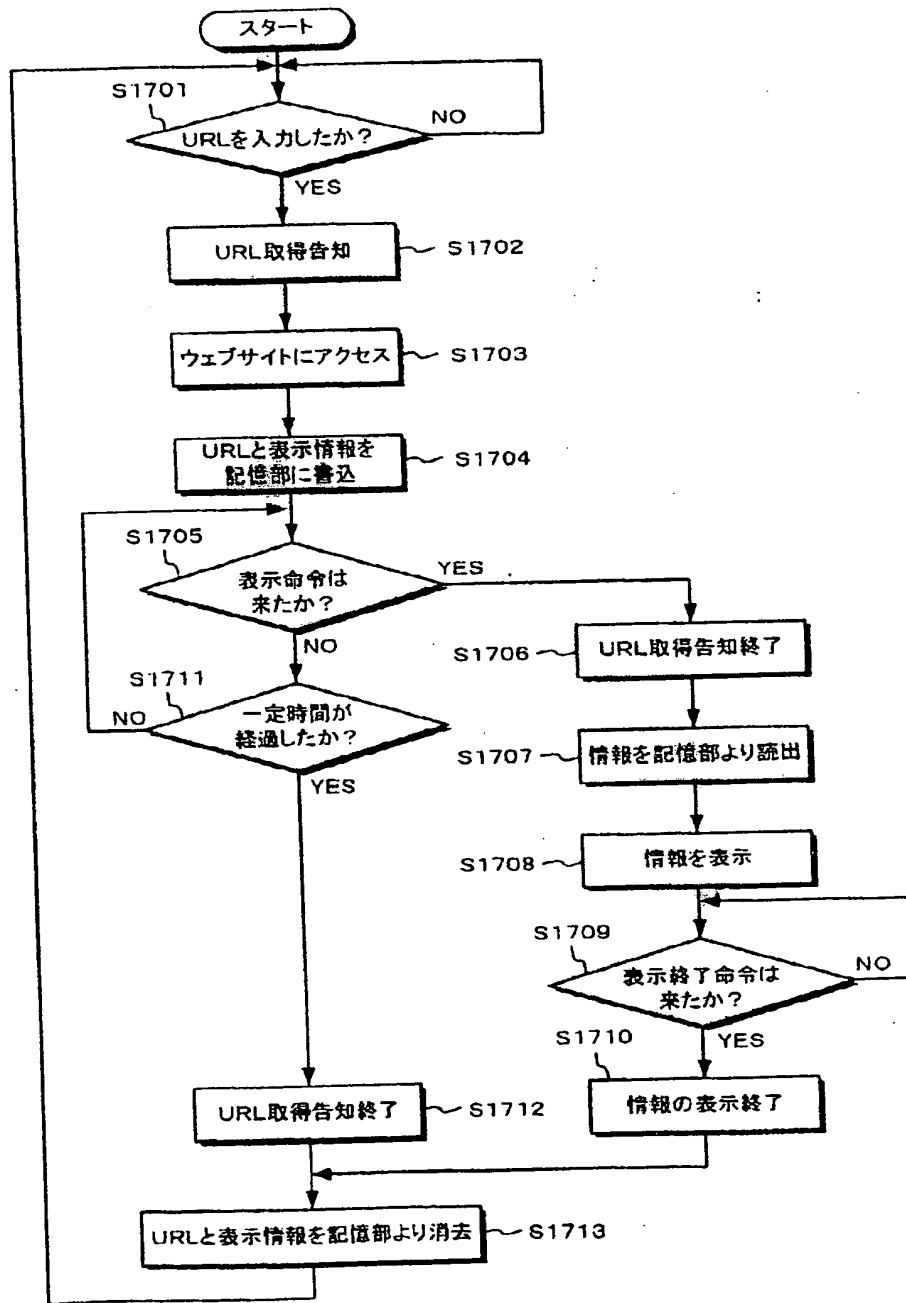 スタート
S1701
URLを入力したか?
NO
YES
URL取得告知
S1702
ウェブサイトにアクセス
S1703
URLと表示情報を
記憶部に書込
S1704
S1705
表示命令は
来たか?
YES
NO
URL取得告知終了
S1706
S1711
一定時間が
経過したか?
NO
YES
S1707
情報を記憶部より読出
S1708
情報を表示
S1709
表示終了命令は
来たか?
NO
YES
S1710
情報の表示終了
URL取得告知終了
S1712
URLと表示情報を記憶部より消去
S1713